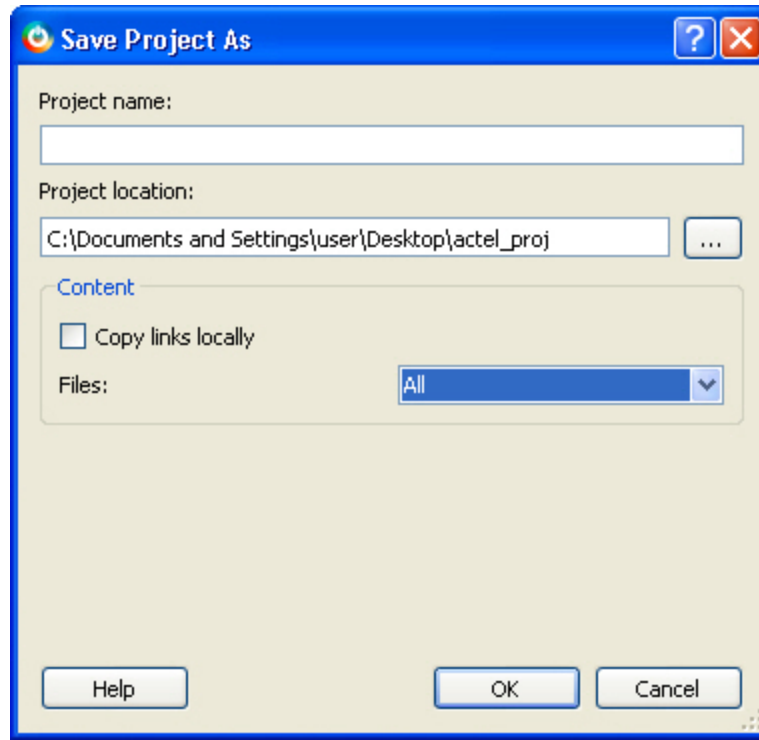 Save Project As
Project name:
Project location:
C:\Documents and Settings\user\Desktop\actel_proj
...
Content
Copy links locally
Files:
All
Help
OK
Cancel